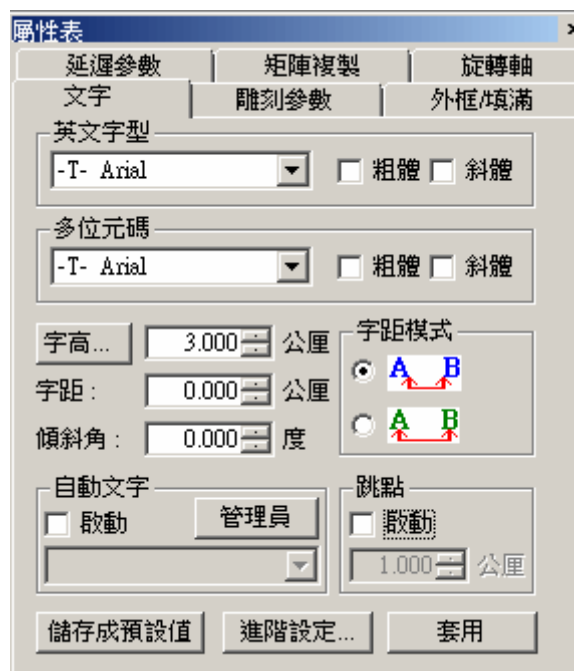 屬性表
延遲參數 矩陣複製 旋轉軸
文字 雕刻參數 外框/填滿
英文字型
-T- Arial 粗體 斜體
多位元碼
-T- Arial 粗體 斜體
字高... 3.000 公厘 字距模式
A B
字距： 0.000 公厘
A B
傾斜角： 0.000 度
自動文字 跳點
啟動 管理員 啟動
1.000 公厘
儲存成預設值 進階設定... 套用